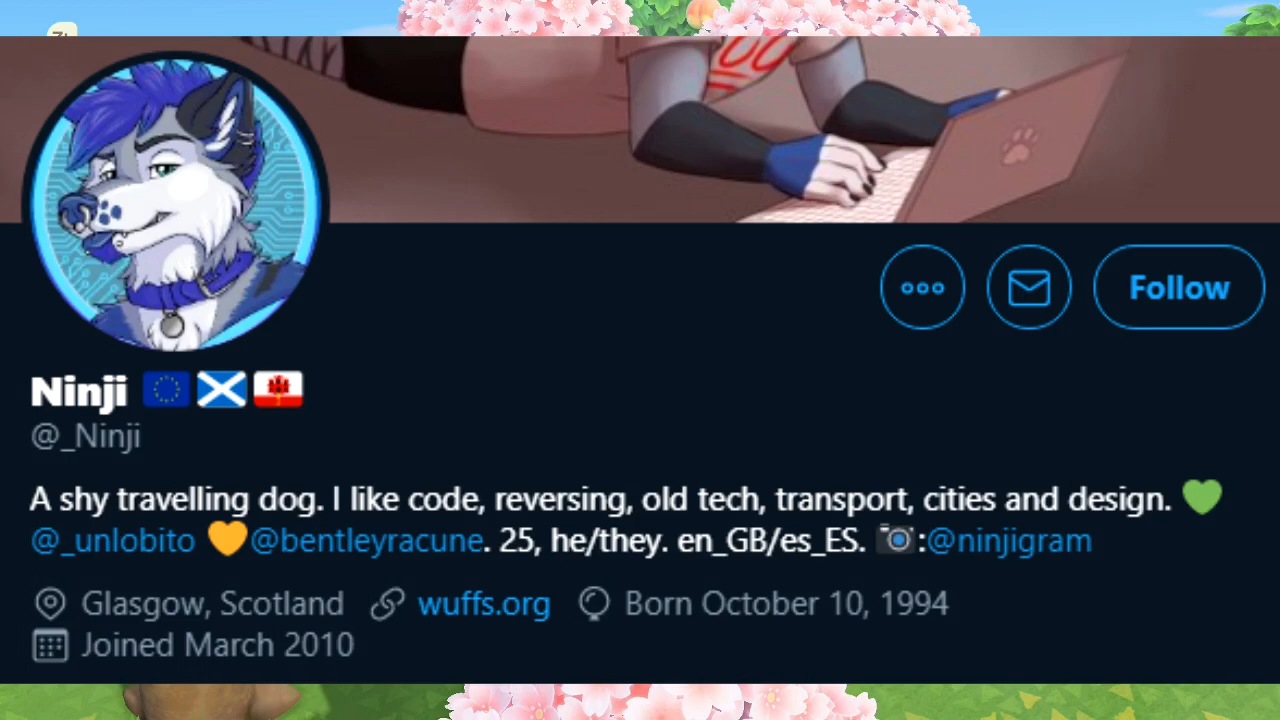 Follow
Ninji 🇪🇺🏴󠁧󠁢󠁳󠁣󠁴󠁿🇬🇮
@_Ninji
A shy travelling dog. I like code, reversing, old tech, transport, cities and design. 💚
@_unlobito 🧡@bentleyracune. 25, he/they. en_GB/es_ES. 📷:@ninjigram
Glasgow, Scotland wuffs.org Born October 10, 1994
Joined March 2010